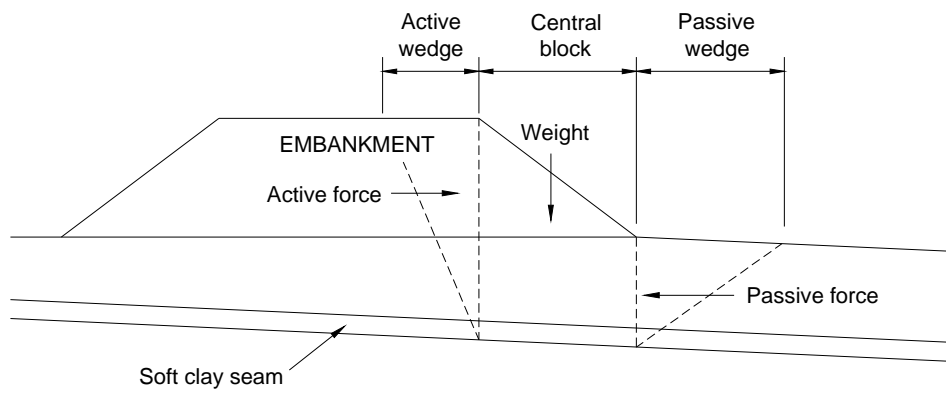 Active
wedge
Central
block
Passive
wedge
EMBANKMENT
Weight
Active force
Passive force
Soft clay seam